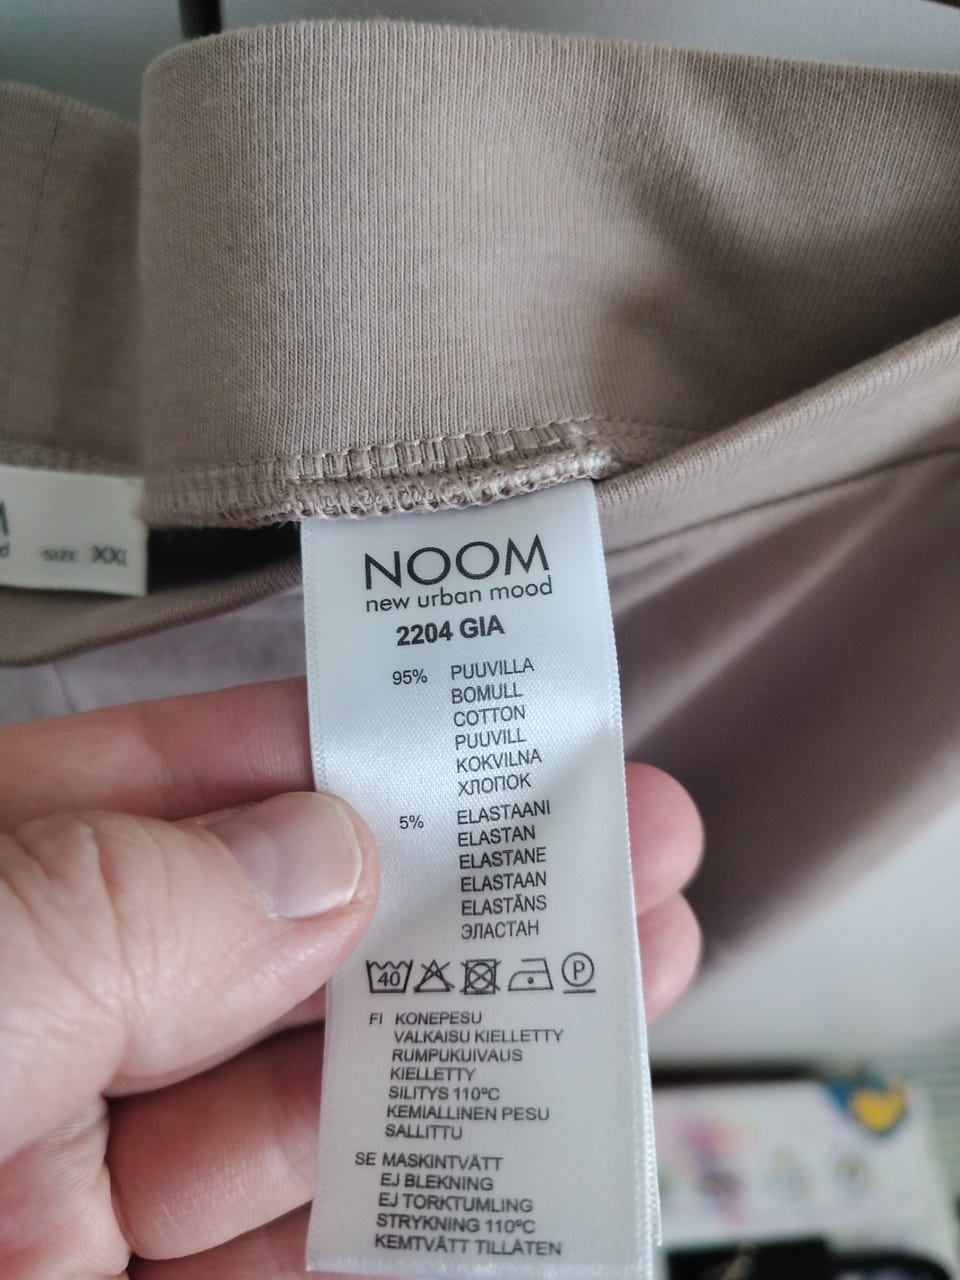 SIZE XXL
NOOM
new urban mood
2204 GIA
95% PUUVILLA
BOMULL
COTTON
PUUVILL
KOKVILNA
ХЛОПОК
5% ELASTAANI
ELASTAN
ELASTANE
ELASTAAN
ELASTĀNS
ЭЛАСТАН
40
P
FI KONEPESU
VALKAISU KIELLETTY
RUMPUKUIVAUS
KIELLETTY
SILITYS 110°C
KEMIALLINEN PESU
SALLITTU
SE MASKINTVÄTT
EJ BLEKNING
EJ TORKTUMLING
STRYKNING 110°C
KEMTVÄTT TILLÅTEN